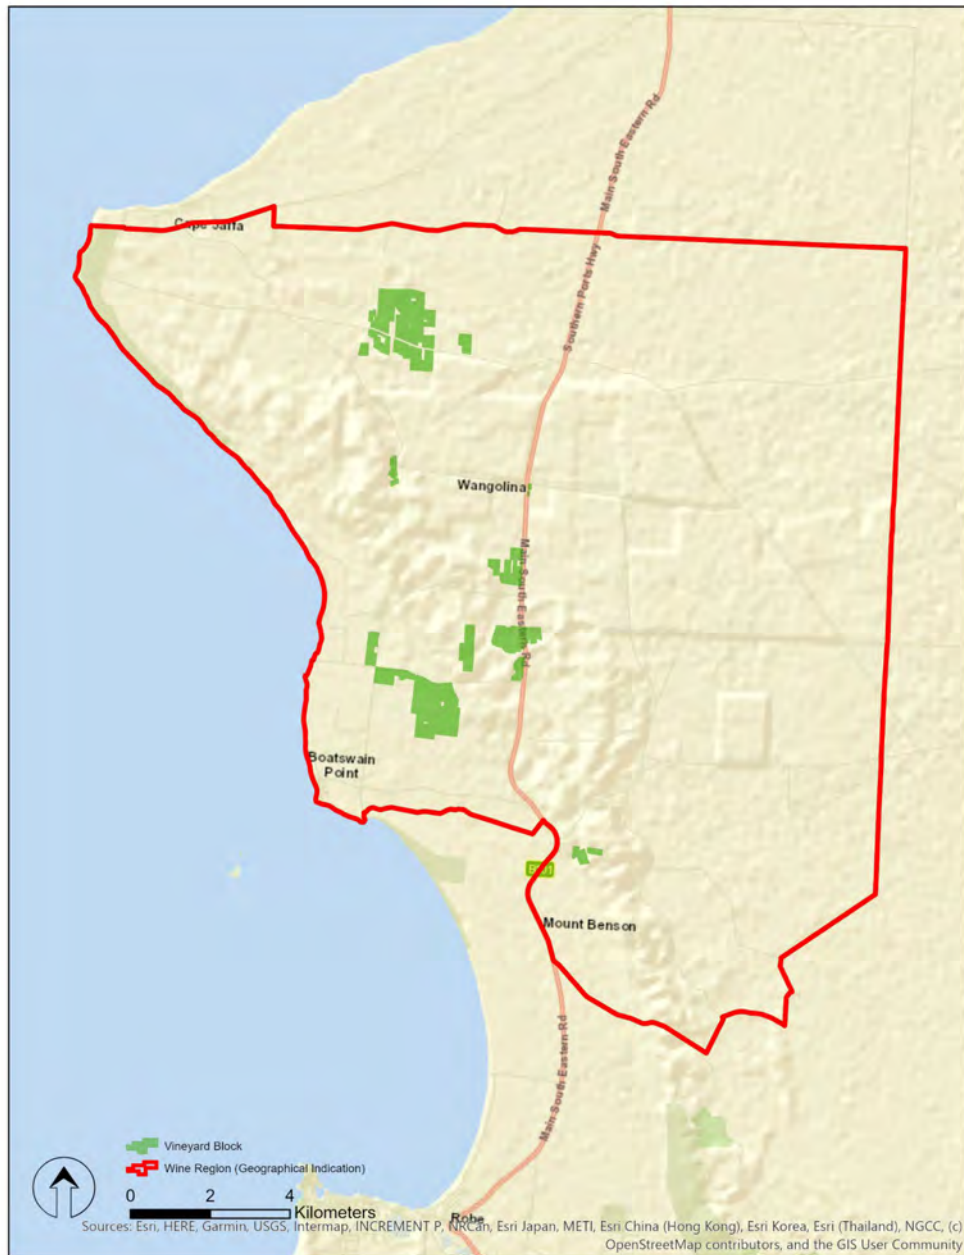 Main South Eastern Rd
Cape Jaffa
Southern Ports Hwy
Wangolina
Main South Eastern Rd
Boatswain
Point
Mount Benson
Main South Eastern Rd
Vineyard Block
Wine Region (Geographical Indication)
0 2 4
Kilometers
Robe
Sources: Esri, HERE, Garmin, USGS, Intermap, INCREMENT P, NRCan, Esri Japan, METI, Esri China (Hong Kong), Esri Korea, Esri (Thailand), NGCC, (c)
OpenStreetMap contributors, and the GIS User Community